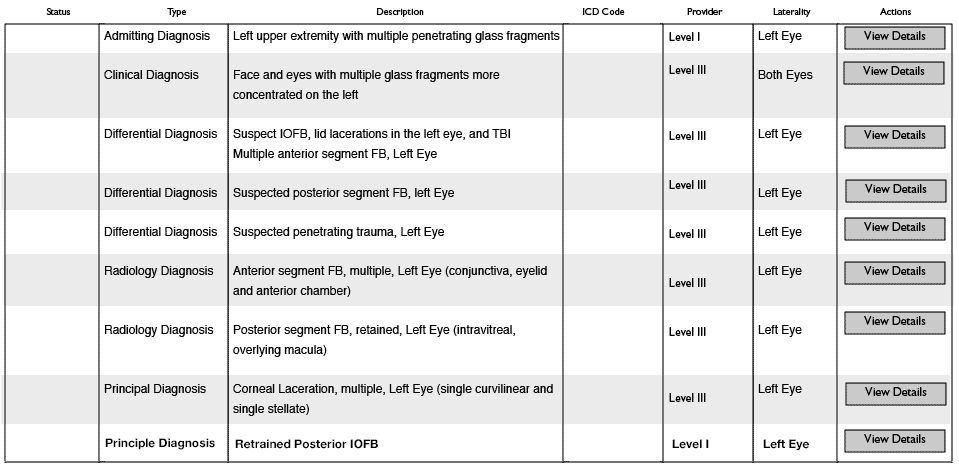 Status Type Description ICD Code Provider Laterality Actions
Admitting Diagnosis Left upper extremity with multiple penetrating glass fragments Level I Left Eye View Details
Clinical Diagnosis Face and eyes with multiple glass fragments more Level III Both Eyes View Details
concentrated on the left
Differential Diagnosis Suspect IOFB, lid lacerations in the left eye, and TBI Level III Left Eye View Details
Multiple anterior segment FB, Left Eye
Differential Diagnosis Suspected posterior segment FB, left Eye Level III Left Eye View Details
Differential Diagnosis Suspected penetrating trauma, Left Eye Level III Left Eye View Details
Radiology Diagnosis Anterior segment FB, multiple, Left Eye (conjunctiva, eyelid Level III Left Eye View Details
and anterior chamber)
Radiology Diagnosis Posterior segment FB, retained, Left Eye (intravitreal, Level III Left Eye View Details
overlying macula)
Principal Diagnosis Corneal Laceration, multiple, Left Eye (single curvilinear and Level III Left Eye View Details
single stellate)
Principle Diagnosis Retrained Posterior IOFB Level I Left Eye View Details